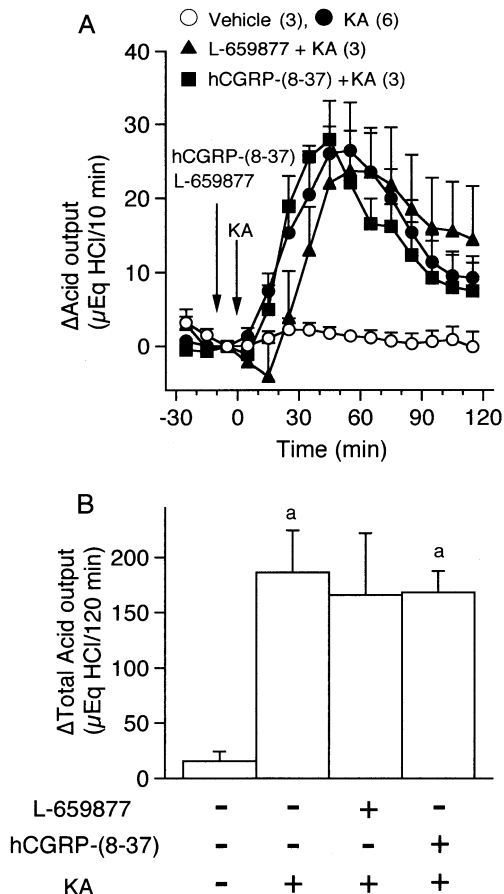 A
Vehicle (3), KA (6)
L-659877 + KA (3)
hCGRP-(8-37) +KA (3)
40
30
20
10
0
ΔAcid output
(µEq HCl/10 min)
hCGRP-(8-37)
L-659877
KA
-30 0 30 60 90 120
Time (min)
B
ΔTotal Acid output
(µEq HCl/120 min)
200
150
100
50
0
a
a
L-659877 - - + -
hCGRP-(8-37) - - - +
KA - + + +